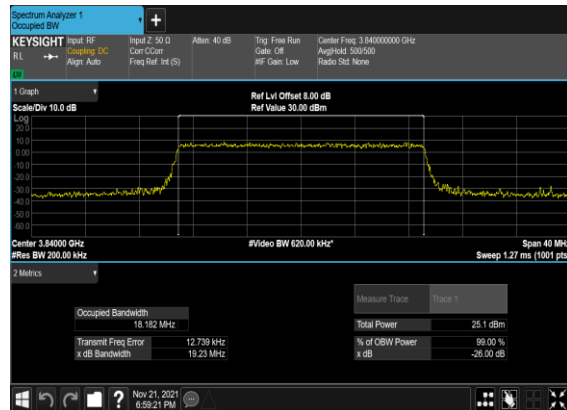 Spectrum Analyzer 1
Occupied BW
KEYSIGHT Input: RF Input Z: 50 Ω Atten: 40 dB Trig: Free Run Center Freq: 3.840000000 GHz
R L Coupling: DC Corr CCorr Gate: Off Avg|Hold: 500/500
Align: Auto Freq Ref: Int (S) #IF Gain: Low Radio Std: None
1 Graph
Ref Lvl Offset 8.00 dB
Scale/Div 10.0 dB Ref Value 30.00 dBm
Log
20.0
10.0
0.00
-10.0
-20.0
-30.0
-40.0
-50.0
-60.0
Center 3.84000 GHz #Video BW 620.00 kHz* Span 40 MHz
#Res BW 200.00 kHz Sweep 1.27 ms (1001 pts
2 Metrics
Measure Trace Trace 1
Occupied Bandwidth
18.182 MHz Total Power 25.1 dBm
Transmit Freq Error 12.739 kHz % of OBW Power 99.00 %
x dB Bandwidth 19.23 MHz x dB -26.00 dB
? Nov 21, 2021
6:59:21 PM